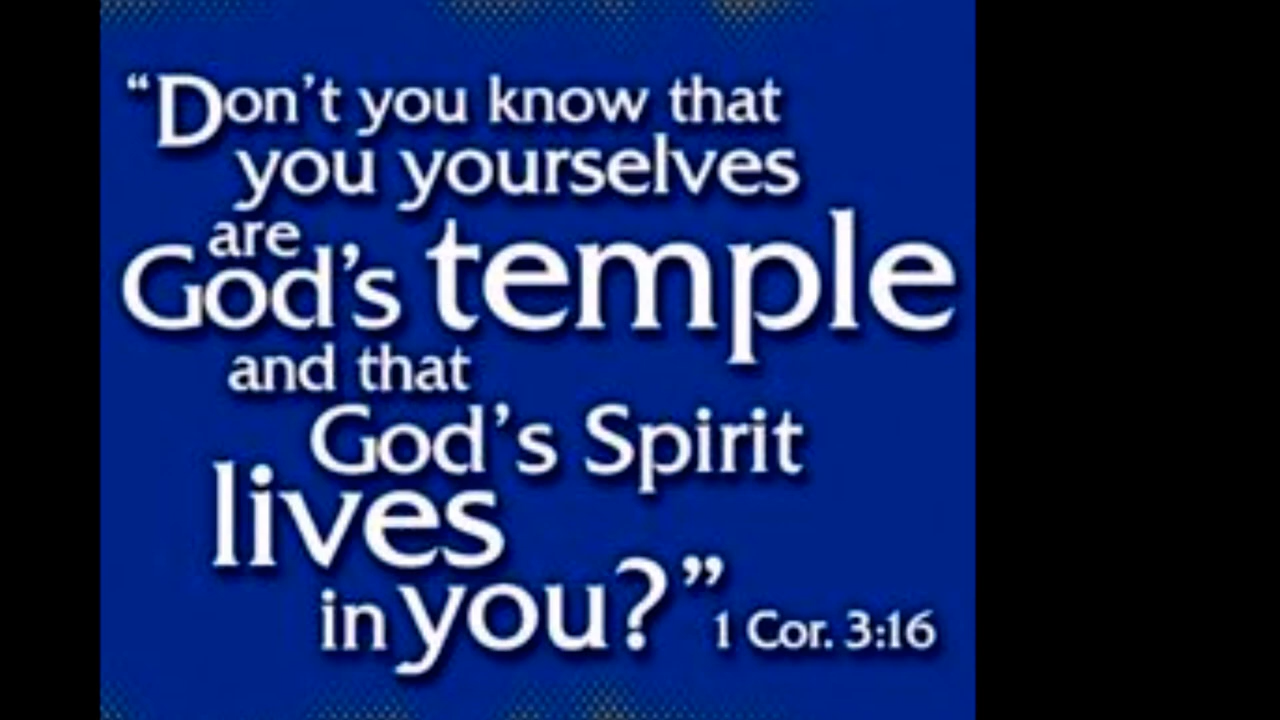 “Don’t you know that
you yourselves
are
God’s temple
and that
God’s Spirit
lives
in you?”
1 Cor. 3:16